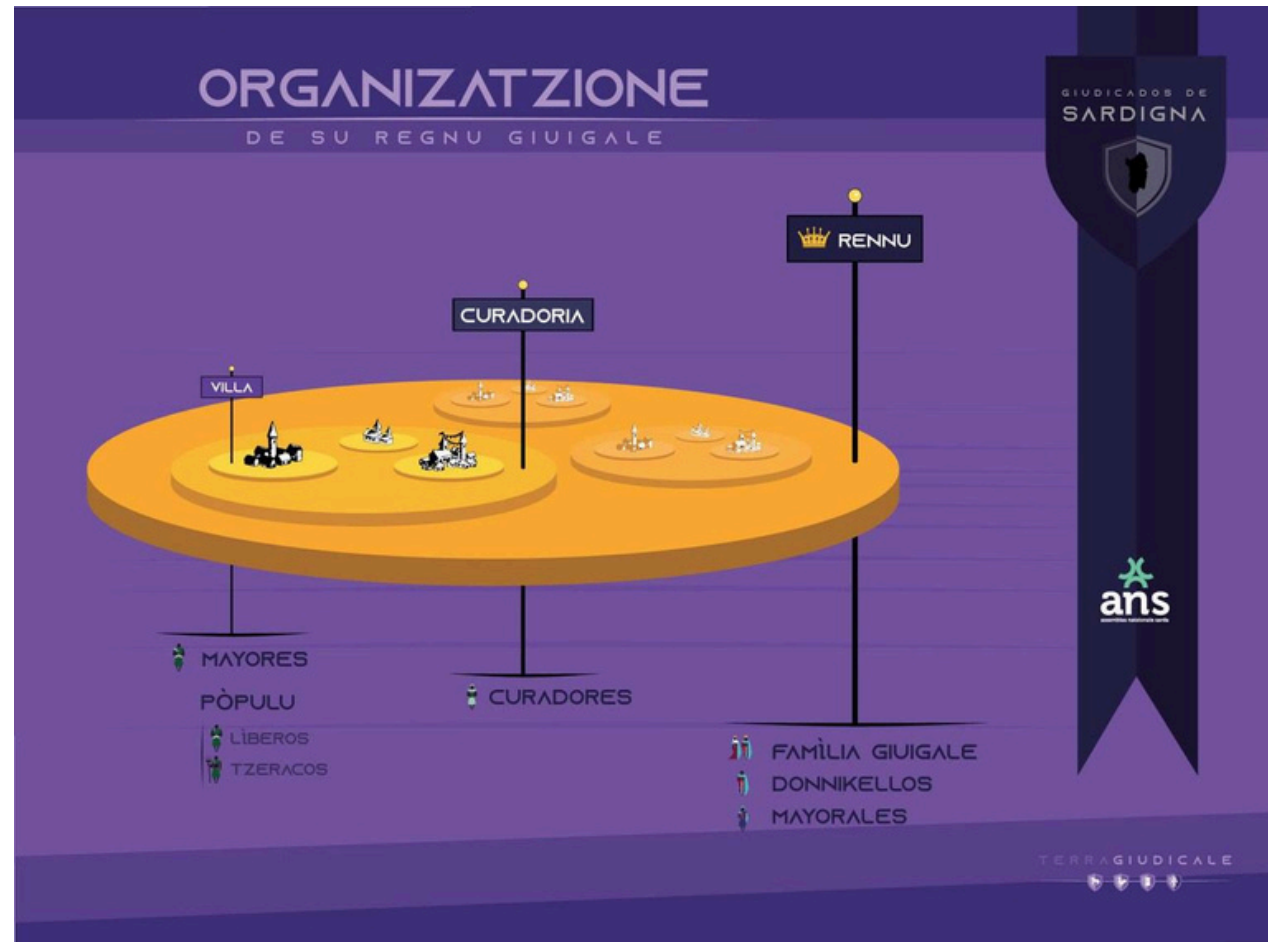 ORGANIZATZIONE
DE SU REGNU GIUIGALE
GIUDICADOS DE
SARDIGNA
RENNU
CURADORIA
VILLA
MAYORES
PÒPULU
LÌBEROS
TZERACOS
CURADORES
FAMÌLIA GIUIGALE
DONNIKELLOS
MAYORALES
ans
TERRAGIUDICALE